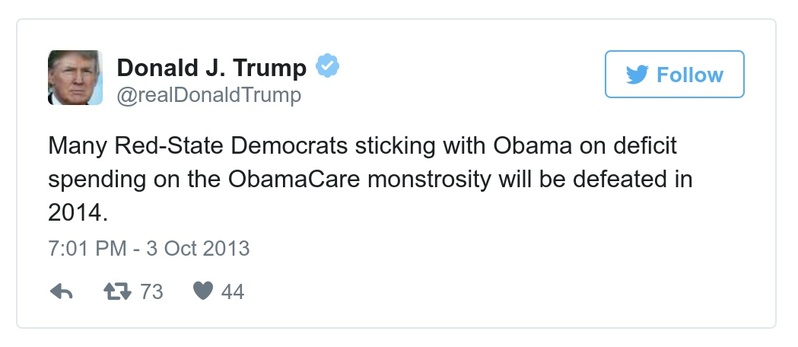 Donald J. Trump
Follow
@realDonaldTrump
Many Red-State Democrats sticking with Obama on deficit
spending on the ObamaCare monstrosity will be defeated in
2014.
7:01 PM - 3 Oct 2013
73 44